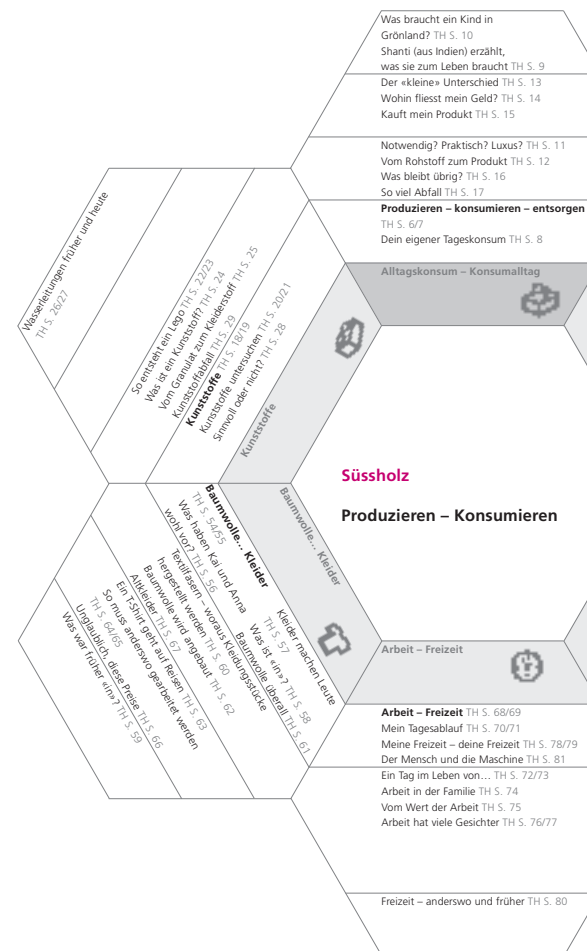 Was braucht ein Kind in
Grönland? TH S. 10
Shanti (aus Indien) erzählt,
was sie zum Leben braucht TH S. 9
Der «kleine» Unterschied TH S. 13
Wohin fliesst mein Geld? TH S. 14
Kauft mein Produkt TH S. 15
Notwendig? Praktisch? Luxus? TH S. 11
Vom Rohstoff zum Produkt TH S. 12
Was bleibt übrig? TH S. 16
So viel Abfall TH S. 17
Produzieren – konsumieren – entsorgen
TH S. 6/7
Dein eigener Tageskonsum TH S. 8
Alltagskonsum – Konsumalltag
Wasserleitungen früher und heute
TH S. 26/27
So entsteht ein Lego TH S. 22/23
Was ist ein Kunststoff? TH S. 24
Vom Granulat zum Kleiderstoff TH S. 25
Kunststoffabfall TH S. 29
Kunststoffe TH S. 18/19
Kunststoffe untersuchen TH S. 20/21
Sinnvoll oder nicht? TH S. 28
Kunststoffe
Süssholz
Produzieren – Konsumieren
Baumwolle... Kleider
Baumwolle... Kleider
TH S. 54/55
Was haben Kai und Anna
wohl vor? TH S. 56
Kleider machen Leute
TH S. 57
Was ist «in»? TH S. 58
Baumwolle überall TH S. 61
Textilfasern – woraus Kleidungsstücke
hergestellt werden TH S. 60
Baumwolle wird angebaut TH S. 62
Altkleider TH S. 67
Ein T-Shirt geht auf Reisen TH S. 63
So muss anderswo gearbeitet werden
TH S. 64/65
Unglaublich, diese Preise TH S. 66
Was war früher «in»? TH S. 59
Arbeit – Freizeit
Arbeit – Freizeit TH S. 68/69
Mein Tagesablauf TH S. 70/71
Meine Freizeit – deine Freizeit TH S. 78/79
Der Mensch und die Maschine TH S. 81
Ein Tag im Leben von... TH S. 72/73
Arbeit in der Familie TH S. 74
Vom Wert der Arbeit TH S. 75
Arbeit hat viele Gesichter TH S. 76/77
Freizeit – anderswo und früher TH S. 80